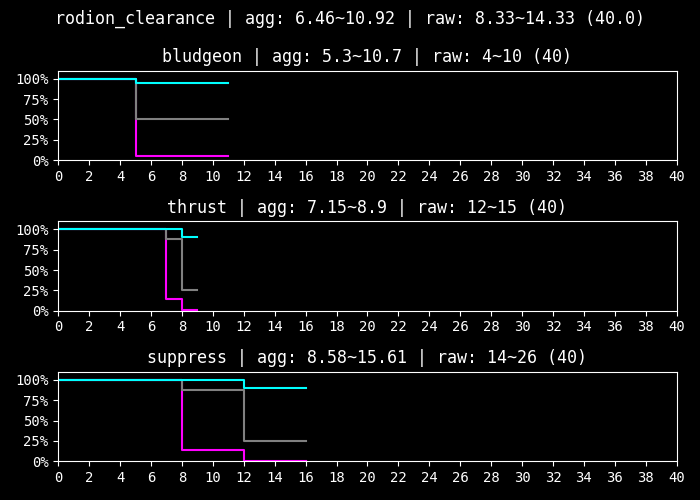 rodion_clearance | agg: 6.46~10.92 | raw: 8.33~14.33 (40.0)
bludgeon | agg: 5.3~10.7 | raw: 4~10 (40)
100%
75%
50%
25%
0%
0 2 4 6 8 10 12 14 16 18 20 22 24 26 28 30 32 34 36 38 40
thrust | agg: 7.15~8.9 | raw: 12~15 (40)
100%
75%
50%
25%
0%
0 2 4 6 8 10 12 14 16 18 20 22 24 26 28 30 32 34 36 38 40
suppress | agg: 8.58~15.61 | raw: 14~26 (40)
100%
75%
50%
25%
0%
0 2 4 6 8 10 12 14 16 18 20 22 24 26 28 30 32 34 36 38 40